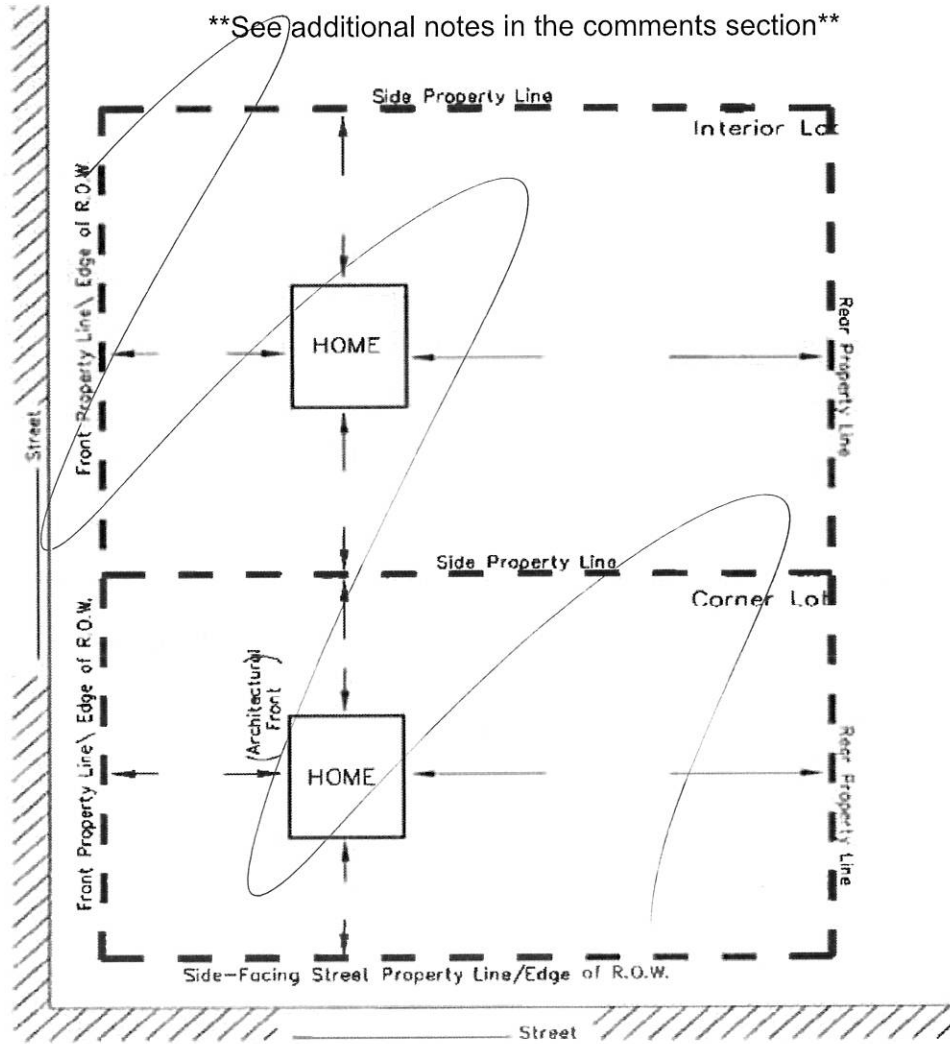 **See additional notes in the comments section**
Side Property Line
Interior Lot
Front Property Line\ Edge of R.O.W.
HOME
Rear Property Line
Street
Side Property Line
Corner Lot
Front Property Line\ Edge of R.O.W.
(Architectural
Front)
HOME
Rear Property Line
Side-Facing Street Property Line/Edge of R.O.W.
Street